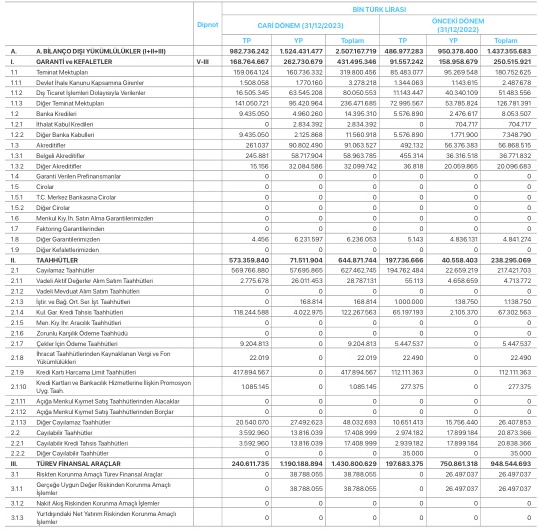 BİN TÜRK LİRASI
Dipnot CARİ DÖNEM (31/12/2023) ÖNCEKİ DÖNEM (31/12/2022)
TP YP Toplam TP YP Toplam
A. A. BİLANÇO DIŞI YÜKÜMLÜLÜKLER (I+II+III) 982.736.242 1.524.431.477 2.507.167.719 486.977.283 950.378.400 1.437.355.683
I. GARANTİ ve KEFALETLER V-III 168.764.667 262.730.679 431.495.346 91.557.242 158.958.679 250.515.921
1.1 Teminat Mektupları 159.064.124 160.736.332 319.800.456 85.483.077 95.269.548 180.752.625
1.1.1 Devlet İhale Kanunu Kapsamına Girenler 1.508.058 1.770.160 3.278.218 1.344.063 1.143.615 2.487.678
1.1.2 Dış Ticaret İşlemleri Dolayısıyla Verilenler 16.505.345 63.545.208 80.050.553 11.143.447 40.340.109 51.483.556
1.1.3 Diğer Teminat Mektupları 141.050.721 95.420.964 236.471.685 72.995.567 53.785.824 126.781.391
1.2 Banka Kredileri 9.435.050 4.960.260 14.395.310 5.576.890 2.476.617 8.053.507
1.2.1 İthalat Kabul Kredileri 0 2.834.392 2.834.392 0 704.717 704.717
1.2.2 Diğer Banka Kabulleri 9.435.050 2.125.868 11.560.918 5.576.890 1.771.900 7.348.790
1.3 Akreditifler 261.037 90.802.490 91.063.527 492.132 56.376.383 56.868.515
1.3.1 Belgeli Akreditifler 245.881 58.717.904 58.963.785 455.314 36.316.518 36.771.832
1.3.2 Diğer Akreditifler 15.156 32.084.586 32.099.742 36.818 20.059.865 20.096.683
1.4 Garanti Verilen Prefinansmanlar 0 0 0 0 0 0
1.5 Cirolar 0 0 0 0 0 0
1.5.1 T.C. Merkez Bankasına Cirolar 0 0 0 0 0 0
1.5.2 Diğer Cirolar 0 0 0 0 0 0
1.6 Menkul Kıy. İh. Satın Alma Garantilerimizden 0 0 0 0 0 0
1.7 Faktoring Garantilerinden 0 0 0 0 0 0
1.8 Diğer Garantilerimizden 4.456 6.231.597 6.236.053 5.143 4.836.131 4.841.274
1.9 Diğer Kefaletlerimizden 0 0 0 0 0 0
II. TAAHHÜTLER 573.359.840 71.511.904 644.871.744 197.736.666 40.558.403 238.295.069
2.1 Cayılamaz Taahhütler 569.766.880 57.695.865 627.462.745 194.762.484 22.659.219 217.421.703
2.1.1 Vadeli Aktif Değerler Alım Satım Taahhütleri 2.775.678 26.011.453 28.787.131 55.113 4.658.659 4.713.772
2.1.2 Vadeli Mevduat Alım Satım Taahhütleri 0 0 0 0 0 0
2.1.3 İştir. ve Bağ. Ort. Ser. İşt. Taahhütleri 0 168.814 168.814 1.000.000 138.750 1.138.750
2.1.4 Kul. Gar. Kredi Tahsis Taahhütleri 118.244.588 4.022.975 122.267.563 65.197.193 2.105.370 67.302.563
2.1.5 Men. Kıy. İhr. Aracılık Taahhütleri 0 0 0 0 0 0
2.1.6 Zorunlu Karşılık Ödeme Taahhüdü 0 0 0 0 0 0
2.1.7 Çekler İçin Ödeme Taahhütleri 9.204.813 0 9.204.813 5.447.537 0 5.447.537
2.1.8 İhracat Taahhütlerinden Kaynaklanan Vergi ve Fon
Yükümlülükleri 22.019 0 22.019 22.490 0 22.490
2.1.9 Kredi Kartı Harcama Limit Taahhütleri 417.894.567 0 417.894.567 112.111.363 0 112.111.363
2.1.10 Kredi Kartları ve Bankacılık Hizmetlerine İlişkin Promosyon
Uyg. Taah. 1.085.145 0 1.085.145 277.375 0 277.375
2.1.11 Açığa Menkul Kıymet Satış Taahhütlerinden Alacaklar 0 0 0 0 0 0
2.1.12 Açığa Menkul Kıymet Satış Taahhütlerinden Borçlar 0 0 0 0 0 0
2.1.13 Diğer Cayılamaz Taahhütler 20.540.070 27.492.623 48.032.693 10.651.413 15.756.440 26.407.853
2.2 Cayılabilir Taahhütler 3.592.960 13.816.039 17.408.999 2.974.182 17.899.184 20.873.366
2.2.1 Cayılabilir Kredi Tahsis Taahhütleri 3.592.960 13.816.039 17.408.999 2.939.182 17.899.184 20.838.366
2.2.2 Diğer Cayılabilir Taahhütler 0 0 0 35.000 0 35.000
III. TÜREV FİNANSAL ARAÇLAR 240.611.735 1.190.188.894 1.430.800.629 197.683.375 750.861.318 948.544.693
3.1 Riskten Korunma Amaçlı Türev Finansal Araçlar 0 38.788.055 38.788.055 0 26.497.037 26.497.037
3.1.1 Gerçeğe Uygun Değer Riskinden Korunma Amaçlı
İşlemler 0 38.788.055 38.788.055 0 26.497.037 26.497.037
3.1.2 Nakit Akış Riskinden Korunma Amaçlı İşlemler 0 0 0 0 0 0
3.1.3 Yurtdışındaki Net Yatırım Riskinden Korunma Amaçlı
İşlemler 0 0 0 0 0 0